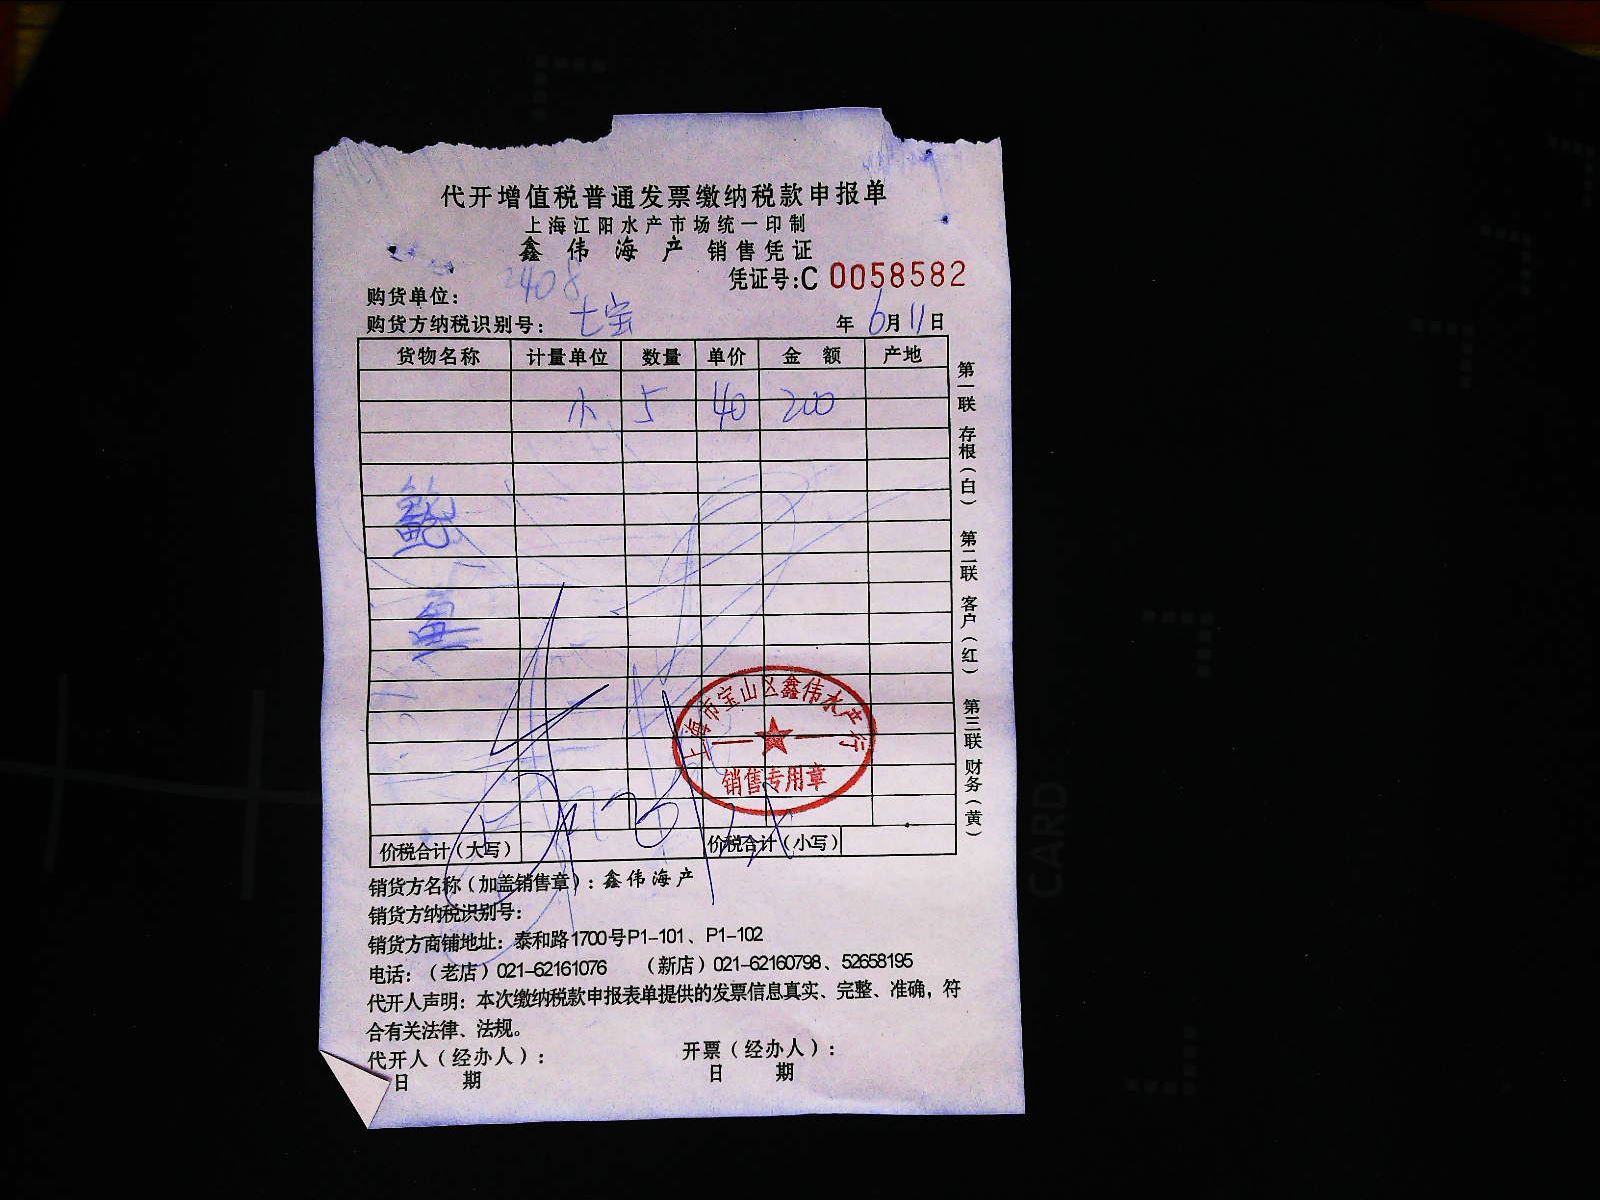 代开增值税普通发票缴纳税款申报单
上海江阳水产市场统一印制
鑫伟海产 销售凭证
凭证号:C 0058582
2408
购货单位:
购货方纳税识别号: 七宝 年 6月 11日
货物名称 计量单位 数量 单价 金额 产地
小 5 40 200
鲍
鱼
第一联 存根(白) 第二联 客户(红) 第三联 财务(黄)
上海市宝山区鑫伟水产行
销售专用章
价税合计(大写) 价税合计(小写)
销货方名称(加盖销售章):鑫伟海产
销货方纳税识别号:
销货方商铺地址:泰和路1700号P1-101、P1-102
电话:(老店)021-62161076 (新店)021-62160798、52658195
代开人声明:本次缴纳税款申报表单提供的发票信息真实、完整、准确,符
合有关法律、法规。
代开人(经办人): 开票(经办人):
日 期 日 期
CARD